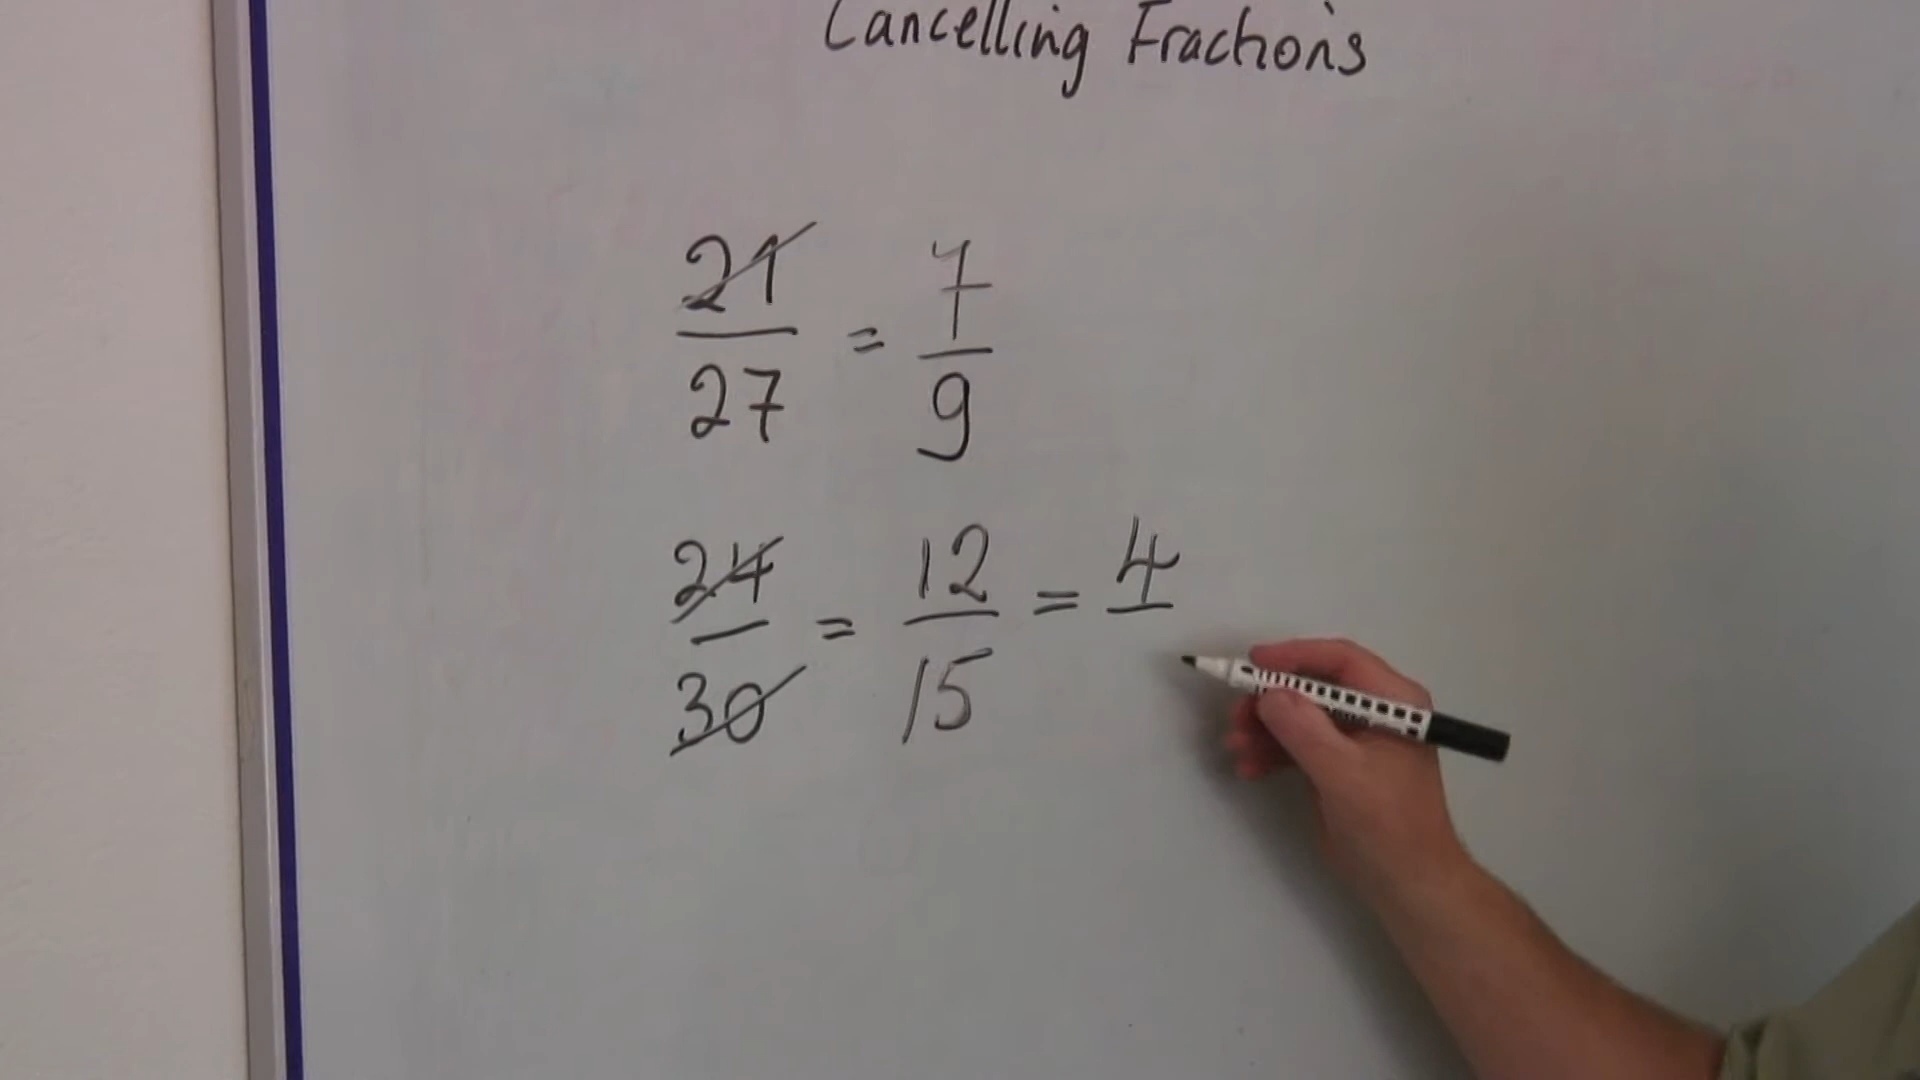 Cancelling Fractions
21/27 = 7/9
24/30 = 12/15 = 4/